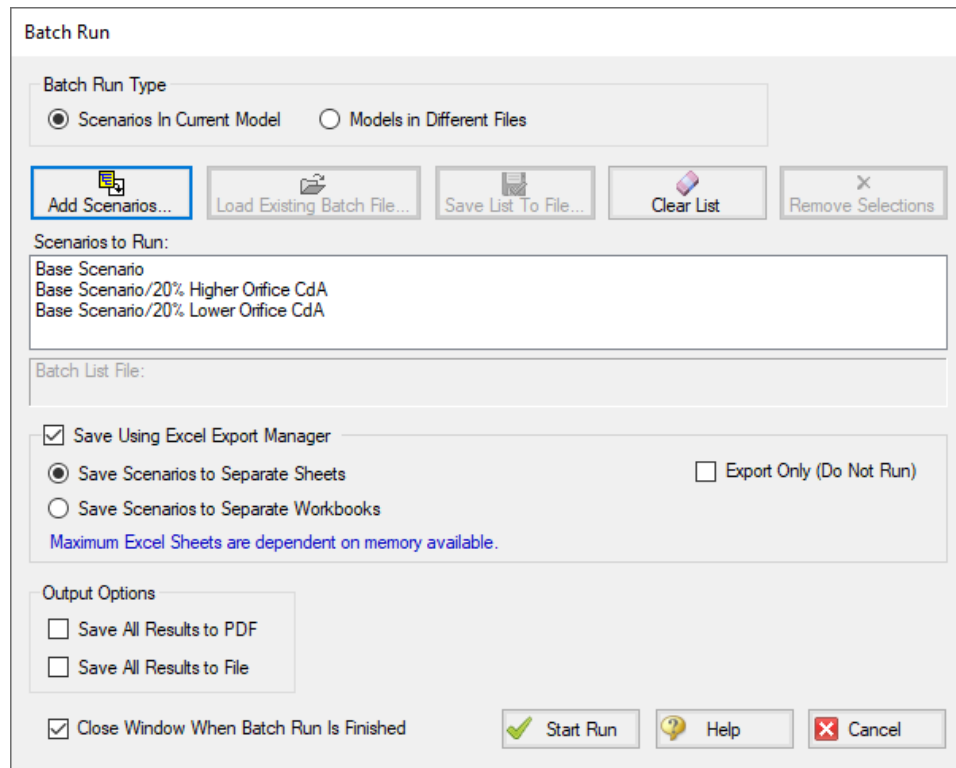 Batch Run
Batch Run Type
Scenarios In Current Model Models in Different Files
Add Scenarios... Load Existing Batch File... Save List To File... Clear List Remove Selections
Scenarios to Run:
Base Scenario
Base Scenario/20% Higher Orifice CdA
Base Scenario/20% Lower Orifice CdA
Batch List File:
Save Using Excel Export Manager
Save Scenarios to Separate Sheets Export Only (Do Not Run)
Save Scenarios to Separate Workbooks
Maximum Excel Sheets are dependent on memory available.
Output Options
Save All Results to PDF
Save All Results to File
Close Window When Batch Run Is Finished Start Run Help Cancel